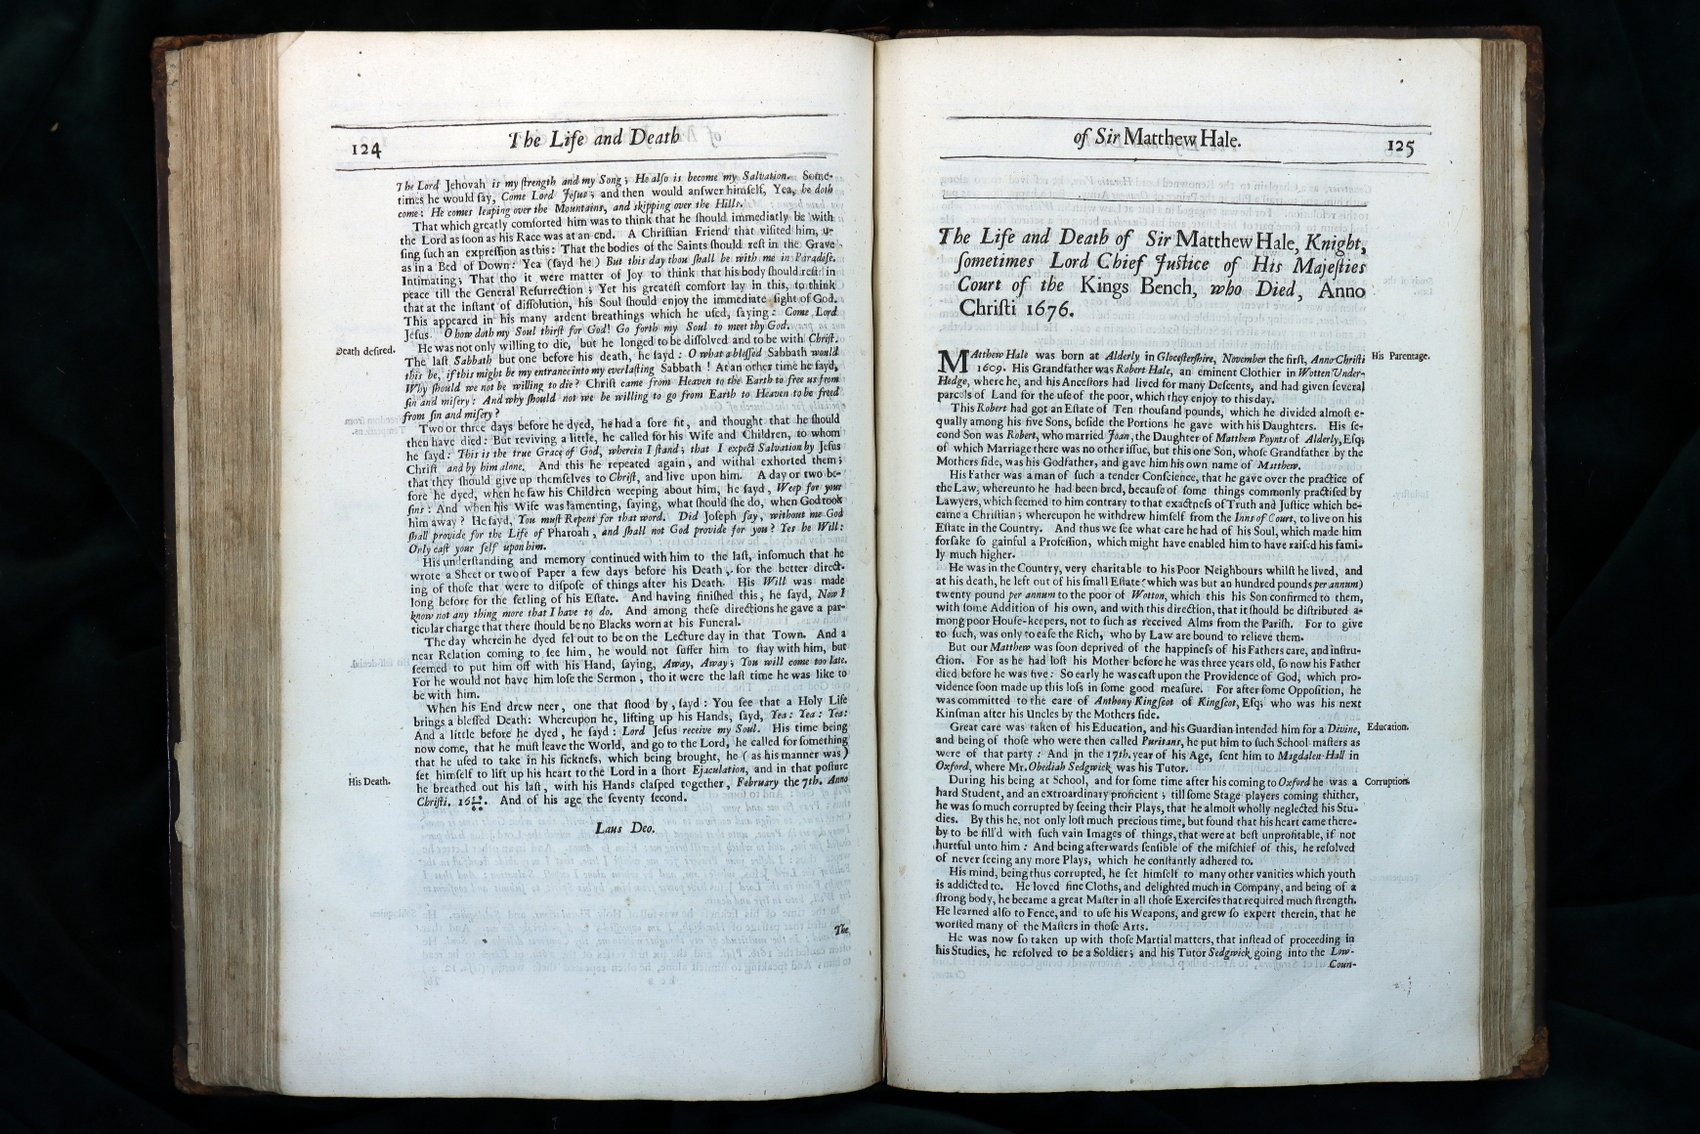 124
The Life and Death
The Lord Jehovah is my ſtrength and my Song; He alſo is become my Salvation. Some-
times he would ſay, Come Lord Jeſus; and then would anſwer himſelf, Yea, he doth
come: He comes leaping over the Mountains, and skipping over the Hills.
That which greatly comforted him was to think that he ſhould immediatly be with
the Lord as ſoon as his Race was at an end. A Chriſtian Friend that viſited him, u-
ſing ſuch an expreſſion as this: That the bodies of the Saints ſhould reſt in the Grave
as in a Bed of Down: Yea (ſayd he) But this day thou ſhall be with me in Paradiſe.
Intimating; That tho it were matter of Joy to think that his body ſhould reſt in
peace till the General Reſurrection; Yet his greateſt comfort lay in this, to think
that at the inſtant of diſſolution, his Soul ſhould enjoy the immediate ſight of God.
This appeared in his many ardent breathings which he uſed, ſaying: Come Lord
Jeſus. O how doth my Soul thirſt for God! Go forth my Soul to meet thy God.
Death deſired.
He was not only willing to die, but he longed to be diſſolved and to be with Chriſt.
The laſt Sabbath but one before his death, he ſayd: O what a bleſſed Sabbath would
this be, if this might be my entrance into my everlaſting Sabbath! At an other time he ſayd,
Why ſhould we not be willing to die? Chriſt came from Heaven to the Earth to free us from
ſin and miſery: And why ſhould not we be willing to go from Earth to Heaven to be freed
from ſin and miſery?
Two or three days before he dyed, he had a ſore fit, and thought that he ſhould
then have died: But reviving a little, he called for his Wife and Children, to whom
he ſayd: This is the true Grace of God, wherein I ſtand; that I expect Salvation by Jeſus
Chriſt and by him alone. And this he repeated again, and withal exhorted them;
that they ſhould give up themſelves to Chriſt, and live upon him. A day or two be-
fore he dyed, when he ſaw his Children weeping about him, he ſayd, Weep for your
ſins: And when his Wife was lamenting, ſaying, what ſhould ſhe do, when God took
him away? He ſayd, You muſt Repent for that word. Did Joſeph ſay, without me God
ſhall provide for the Life of Pharoah, and ſhall not God provide for you? Yes he Will:
Only caſt your ſelf upon him.
His underſtanding and memory continued with him to the laſt, inſomuch that he
wrote a Sheet or two of Paper a few days before his Death, for the better direct-
ing of thoſe that were to diſpoſe of things after his Death. His Will was made
long before for the ſetling of his Eſtate. And having finiſhed this, he ſayd, Now I
know not any thing more that I have to do. And among theſe directions he gave a par-
ticular charge that there ſhould be no Blacks worn at his Funeral.
The day wherein he dyed fel out to be on the Lecture day in that Town. And a
near Relation coming to ſee him, he would not ſuffer him to ſtay with him, but
ſeemed to put him off with his Hand, ſaying, Away, Away; You will come too late.
For he would not have him loſe the Sermon, tho it were the laſt time he was like to
be with him.
When his End drew neer, one that ſtood by, ſayd: You ſee that a Holy Life
brings a bleſſed Death: Whereupon he, lifting up his Hands, ſayd, Yea: Yea: Yea:
And a little before he dyed, he ſayd: Lord Jeſus receive my Soul. His time being
now come, that he muſt leave the World, and go to the Lord, he called for ſomething
that he uſed to take in his ſickneſs, which being brought, he (as his manner was)
ſet himſelf to lift up his heart to the Lord in a ſhort Ejaculation, and in that poſture
His Death.
he breathed out his laſt, with his Hands claſped together, February the 7th. Anno
Chriſti, And of his age the ſeventy ſecond.
Laus Deo.
The
of Sir Matthew Hale.
125
The Life and Death of Sir Matthew Hale, Knight,
ſometimes Lord Chief Juſtice of His Majeſties
Court of the Kings Bench, who Died, Anno
Chriſti 1676.
MAtthew Hale was born at Alderly in Gloceſterſhire, November the firſt, Anno Chriſti
His Parentage.
1609. His Grandfather was Robert Hale, an eminent Clothier in Wotten Under-
Hedge, where he, and his Anceſtors had lived for many Deſcents, and had given ſeveral
parcels of Land for the uſe of the poor, which they enjoy to this day.
This Robert had got an Eſtate of Ten thouſand pounds, which he divided almoſt e-
qually among his five Sons, beſide the Portions he gave with his Daughters. His ſe-
cond Son was Robert, who married Joan, the Daughter of Matthew Poynts of Alderly, Eſq;
of which Marriage there was no other iſſue, but this one Son, whoſe Grandfather by the
Mothers ſide, was his Godfather, and gave him his own name of Matthew.
His Father was a man of ſuch a tender Conſcience, that he gave over the practice of
the Law, whereunto he had been bred, becauſe of ſome things commonly practiſed by
Lawyers, which ſeemed to him contrary to that exactneſs of Truth and Juſtice which be-
came a Chriſtian; whereupon he withdrew himſelf from the Inns of Court, to live on his
Eſtate in the Country. And thus we ſee what care he had of his Soul, which made him
forſake ſo gainful a Profeſſion, which might have enabled him to have raiſed his fami-
ly much higher.
He was in the Country, very charitable to his Poor Neighbours whilſt he lived, and
at his death, he left out of his ſmall Eſtate (which was but an hundred pounds per annum)
twenty pound per annum to the poor of Wotton, which this his Son confirmed to them,
with ſome Addition of his own, and with this direction, that it ſhould be diſtributed a-
mong poor Houſe-keepers, not to ſuch as received Alms from the Pariſh. For to give
to ſuch, was only to eaſe the Rich, who by Law are bound to relieve them.
But our Matthew was ſoon deprived of the happineſs of his Fathers care, and inſtru-
ction. For as he had loſt his Mother before he was three years old, ſo now his Father
died before he was five: So early he was caſt upon the Providence of God, which pro-
vidence ſoon made up this loſs in ſome good meaſure. For after ſome Oppoſition, he
was committed to the care of Anthony Kingſcot of Kingſcot, Eſq; who was his next
Kinſman after his Uncles by the Mothers ſide.
Great care was taken of his Education, and his Guardian intended him for a Divine,
Education.
and being of thoſe who were then called Puritans, he put him to ſuch School-maſters as
were of that party: And in the 17th. year of his Age, ſent him to Magdalen-Hall in
Oxford, where Mr. Obediah Sedgwick was his Tutor.
During his being at School, and for ſome time after his coming to Oxford he was a
Corruption.
hard Student, and an extraordinary proficient; till ſome Stage-players coming thither,
he was ſo much corrupted by ſeeing their Plays, that he almoſt wholly neglected his Stu-
dies. By this he, not only loſt much precious time, but found that his heart came there-
by to be fill'd with ſuch vain Images of things, that were at beſt unprofitable, if not
hurtful unto him: And being afterwards ſenſible of the miſchief of this, he reſolved
of never ſeeing any more Plays, which he conſtantly adhered to.
His mind, being thus corrupted, he ſet himſelf to many other vanities which youth
is addicted to. He loved fine Cloths, and delighted much in Company, and being of a
ſtrong body, he became a great Maſter in all thoſe Exerciſes that required much ſtrength.
He learned alſo to Fence, and to uſe his Weapons, and grew ſo expert therein, that he
worſted many of the Maſters in thoſe Arts.
He was now ſo taken up with thoſe Martial matters, that inſtead of proceeding in
his Studies, he reſolved to be a Soldier; and his Tutor Sedgwick going into the Low-
Coun-